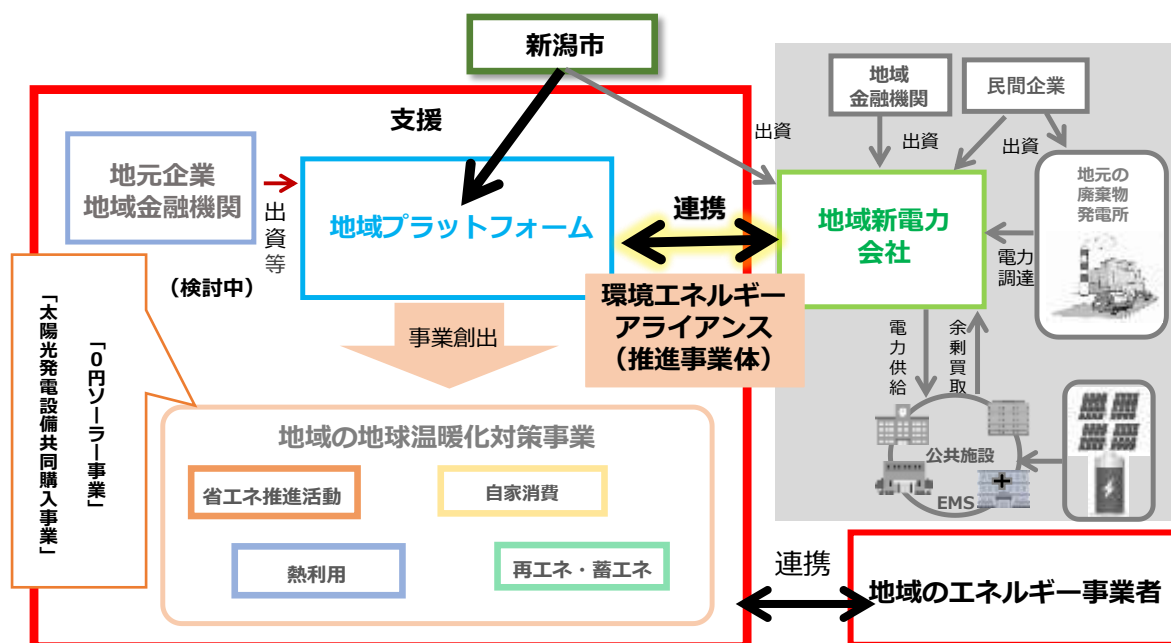 新潟市
支援
地元企業
地域金融機関
出資等
(検討中)
地域プラットフォーム
事業創出
連携
環境エネルギー
アライアンス
(推進事業体)
「0円ソーラー事業」
「太陽光発電設備共同購入事業」
地域の地球温暖化対策事業
省エネ推進活動
自家消費
熱利用
再エネ・蓄エネ
出資
地域
金融機関
民間企業
出資
出資
地域新電力
会社
地元の
廃棄物
発電所
電力
調達
電力供給
余剰買取
公共施設
EMS
連携
地域のエネルギー事業者